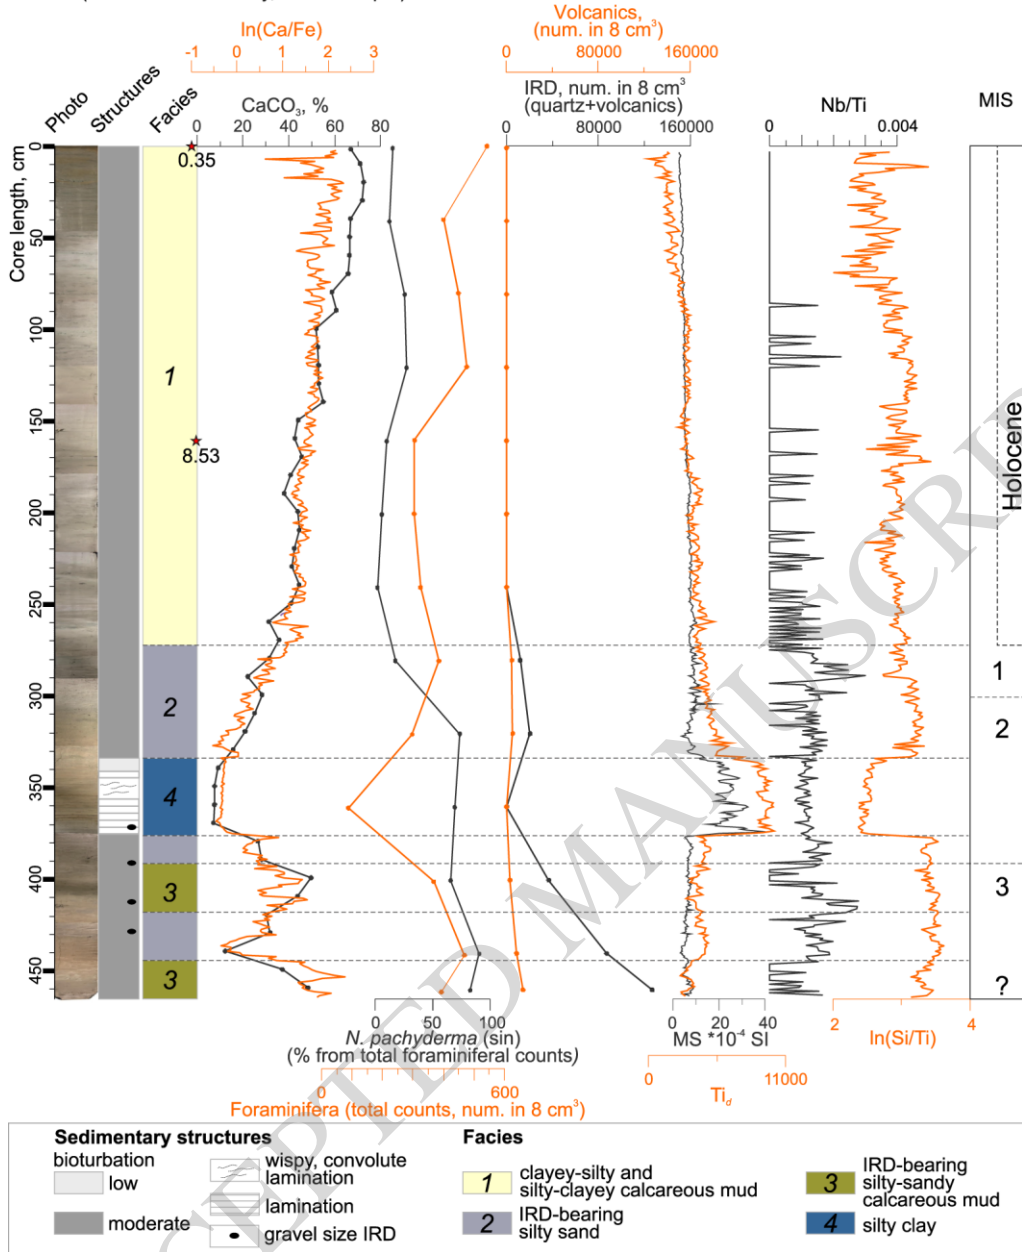 Volcanics,
ln(Ca/Fe) (num. in 8 cm³)
-1 0 1 2 3 0 80000 160000
Photo Structures Facies CaCO₃, % IRD, num. in 8 cm³ Nb/Ti MIS
(quartz+volcanics)
0 20 40 60 80 0 80000 160000 0 0.004
Core length, cm
0
0.35
50
100
1
150
8.53
200
Holocene
250
1
300
2
2
350
4
400
3
3
450
3
?
0 50 100 0 20 40 2 4
N. pachyderma (sin) MS *10⁻⁴ SI ln(Si/Ti)
(% from total foraminiferal counts)
0 600 0 11000
Foraminifera (total counts, num. in 8 cm³) Ti_d
ACCEPTED MANUSCRI
Sedimentary structures Facies
bioturbation
low
moderate
wispy, convolute
lamination
lamination
gravel size IRD
1 clayey-silty and
silty-clayey calcareous mud
2 IRD-bearing
silty sand
3 IRD-bearing
silty-sandy
calcareous mud
4 silty clay